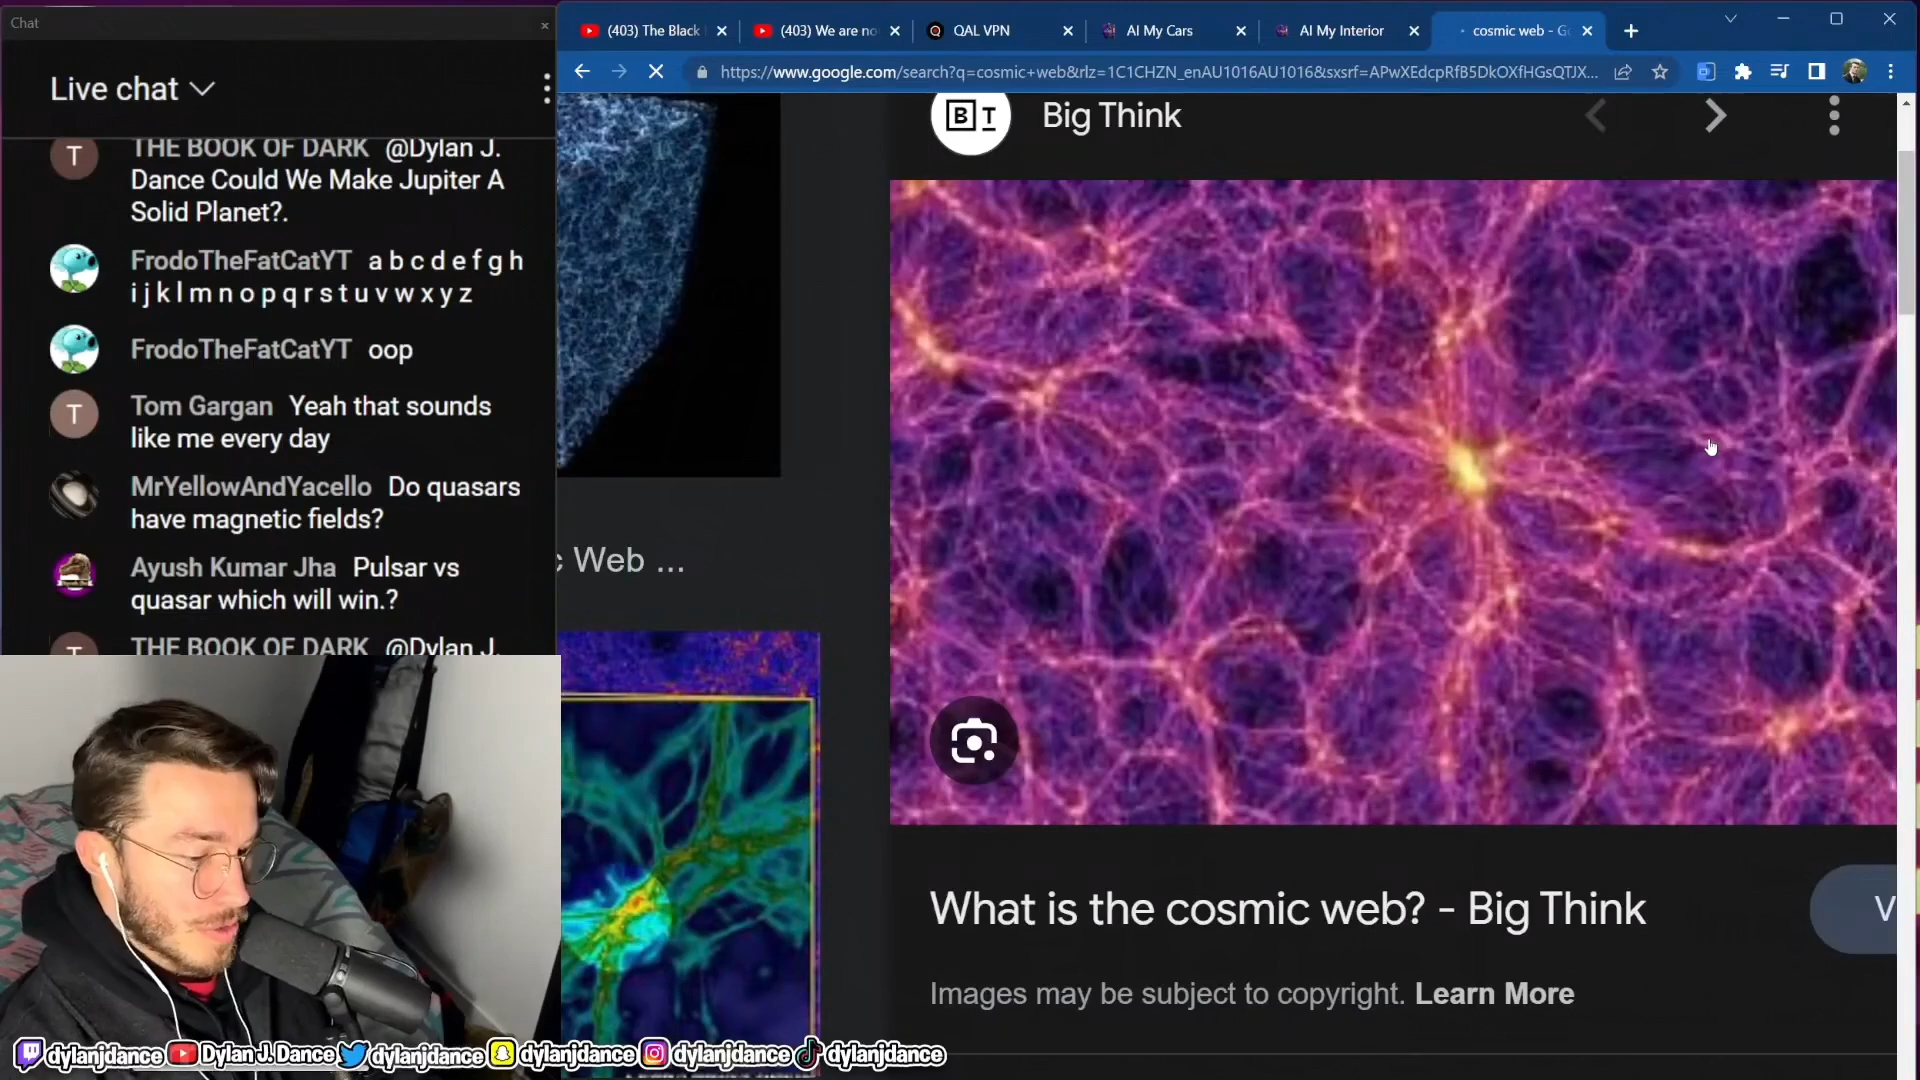 Chat
Live chat
THE BOOK OF DARK @Dylan J.
Dance Could We Make Jupiter A
Solid Planet?.
FrodoTheFatCatYT a b c d e f g h
i j k l m n o p q r s t u v w x y z
FrodoTheFatCatYT oop
Tom Gargan Yeah that sounds
like me every day
MrYellowAndYacello Do quasars
have magnetic fields?
Ayush Kumar Jha Pulsar vs
quasar which will win.?
THE BOOK OF DARK @Dylan J.
(403) The Black
(403) We are no
QAL VPN
AI My Cars
AI My Interior
cosmic web - Go
https://www.google.com/search?q=cosmic+web&rlz=1C1CHZN_enAU1016AU1016&sxsrf=APwXEdcpRfB5DkOXfHGsQTJX...
BT
Big Think
c Web ...
What is the cosmic web? - Big Think
V
Images may be subject to copyright. Learn More
dylanjdance Dylan J. Dance dylanjdance dylanjdance dylanjdance dylanjdance